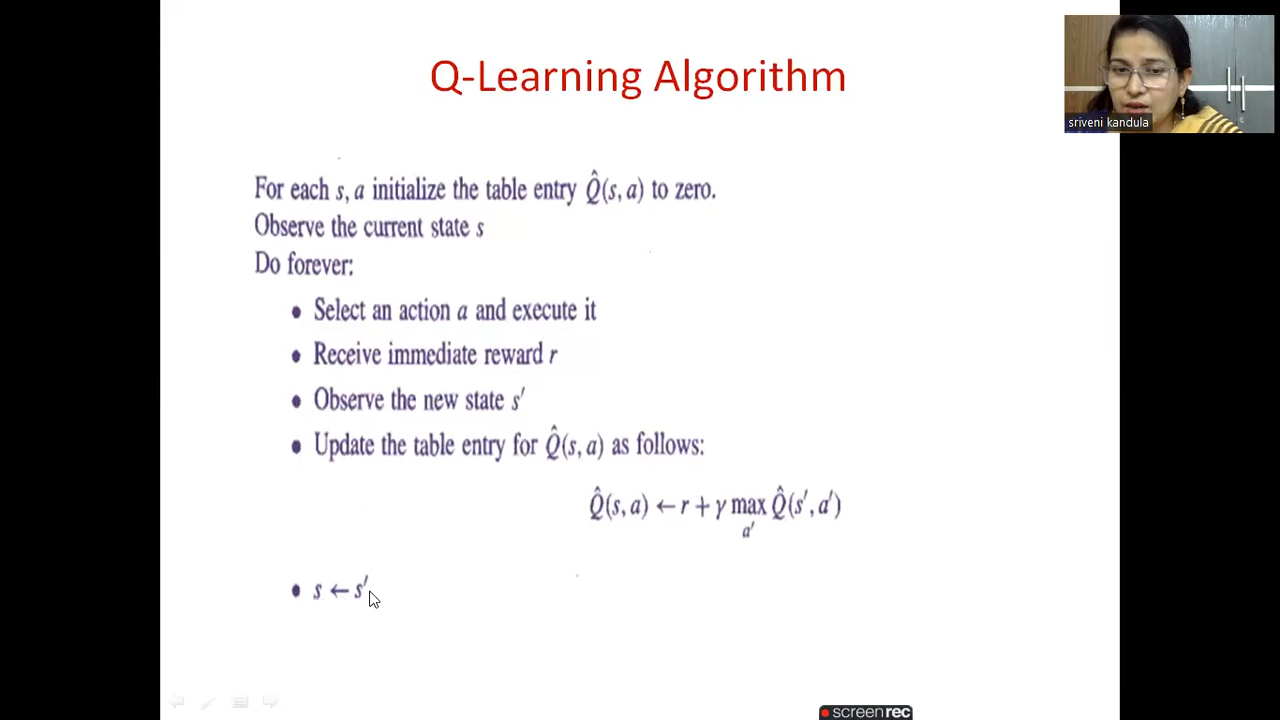 Q-Learning Algorithm
sriveni kandula
For each s, a initialize the table entry Q̂(s, a) to zero.
Observe the current state s
Do forever:
• Select an action a and execute it
• Receive immediate reward r
• Observe the new state s′
• Update the table entry for Q̂(s, a) as follows:
Q̂(s, a) ← r + γ max Q̂(s′, a′)
a′
• s ← s′
screenrec